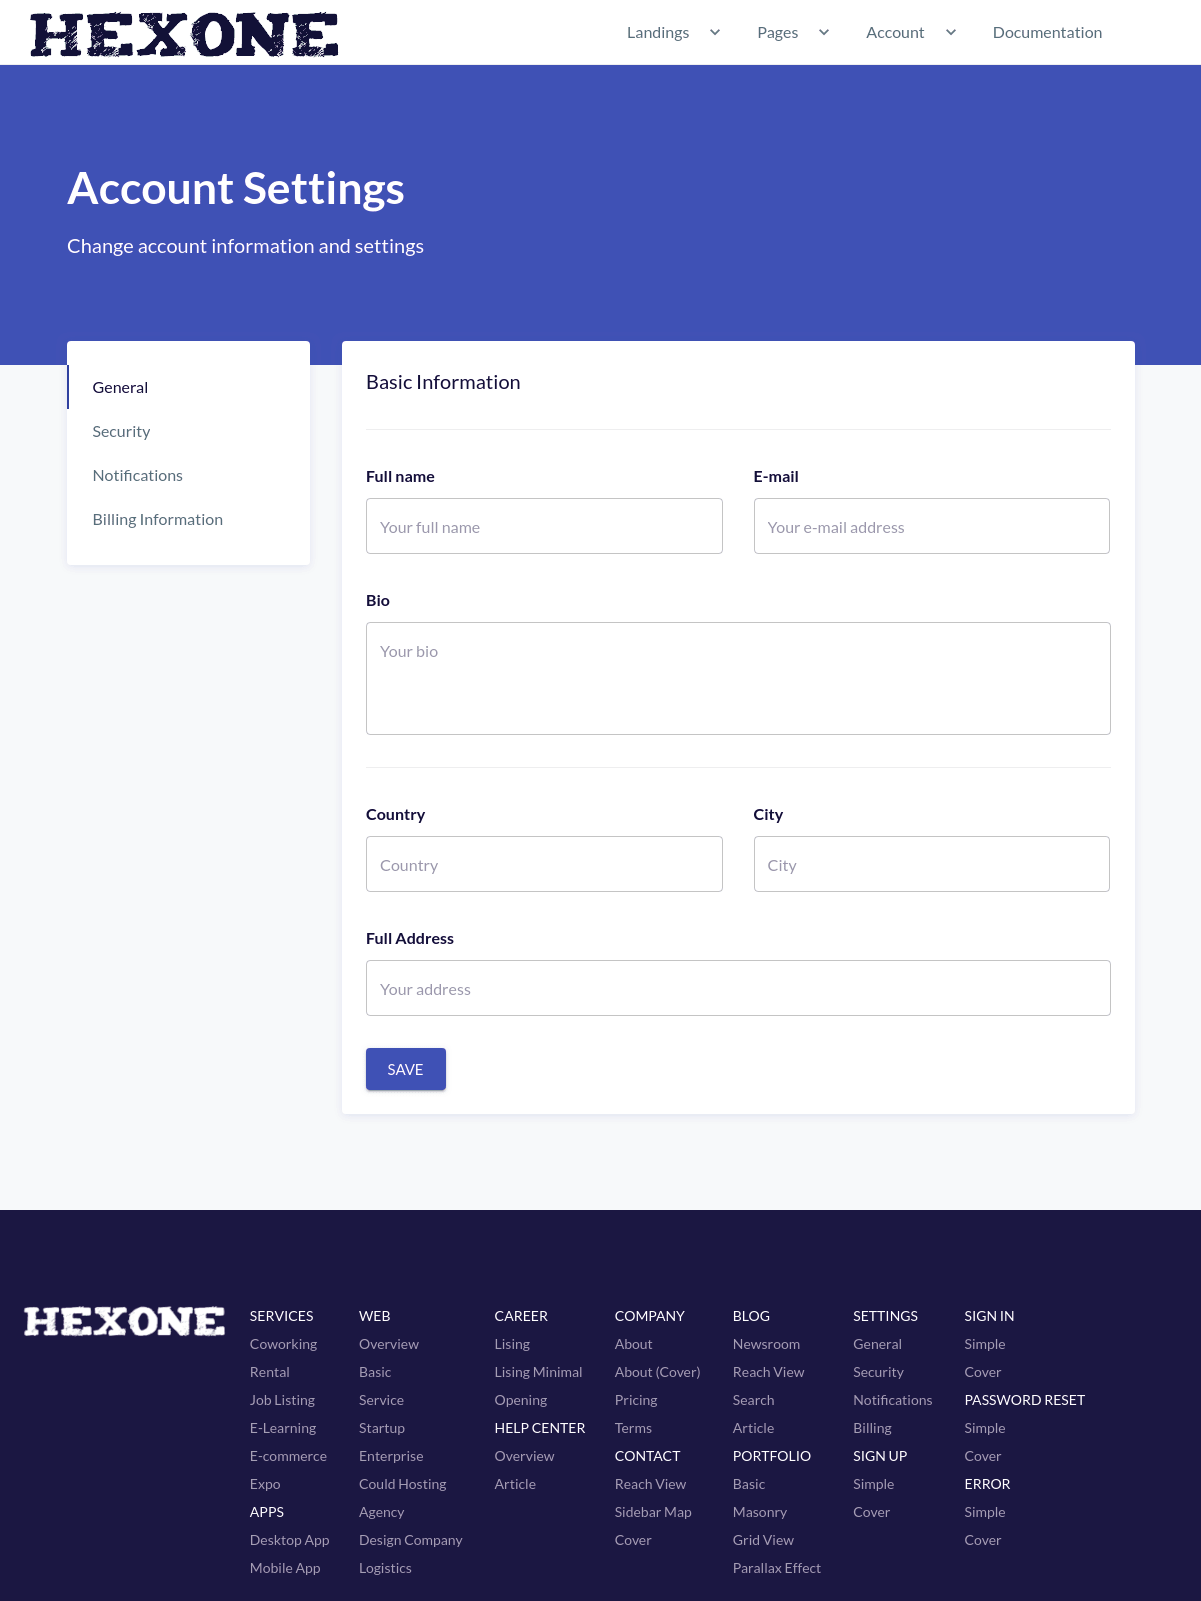 HEXONE
Landings
Pages
Account
Documentation
Account Settings
Change account information and settings
General
Security
Notifications
Billing Information
Basic Information
Full name
E-mail
Your full name
Your e-mail address
Bio
Your bio
Country
City
Country
City
Full Address
Your address
SAVE
HEXONE
SERVICES
Coworking
Rental
Job Listing
E-Learning
E-commerce
Expo
APPS
Desktop App
Mobile App
WEB
Overview
Basic
Service
Startup
Enterprise
Could Hosting
Agency
Design Company
Logistics
CAREER
Lising
Lising Minimal
Opening
HELP CENTER
Overview
Article
COMPANY
About
About (Cover)
Pricing
Terms
CONTACT
Reach View
Sidebar Map
Cover
BLOG
Newsroom
Reach View
Search
Article
PORTFOLIO
Basic
Masonry
Grid View
Parallax Effect
SETTINGS
General
Security
Notifications
Billing
SIGN UP
Simple
Cover
SIGN IN
Simple
Cover
PASSWORD RESET
Simple
Cover
ERROR
Simple
Cover